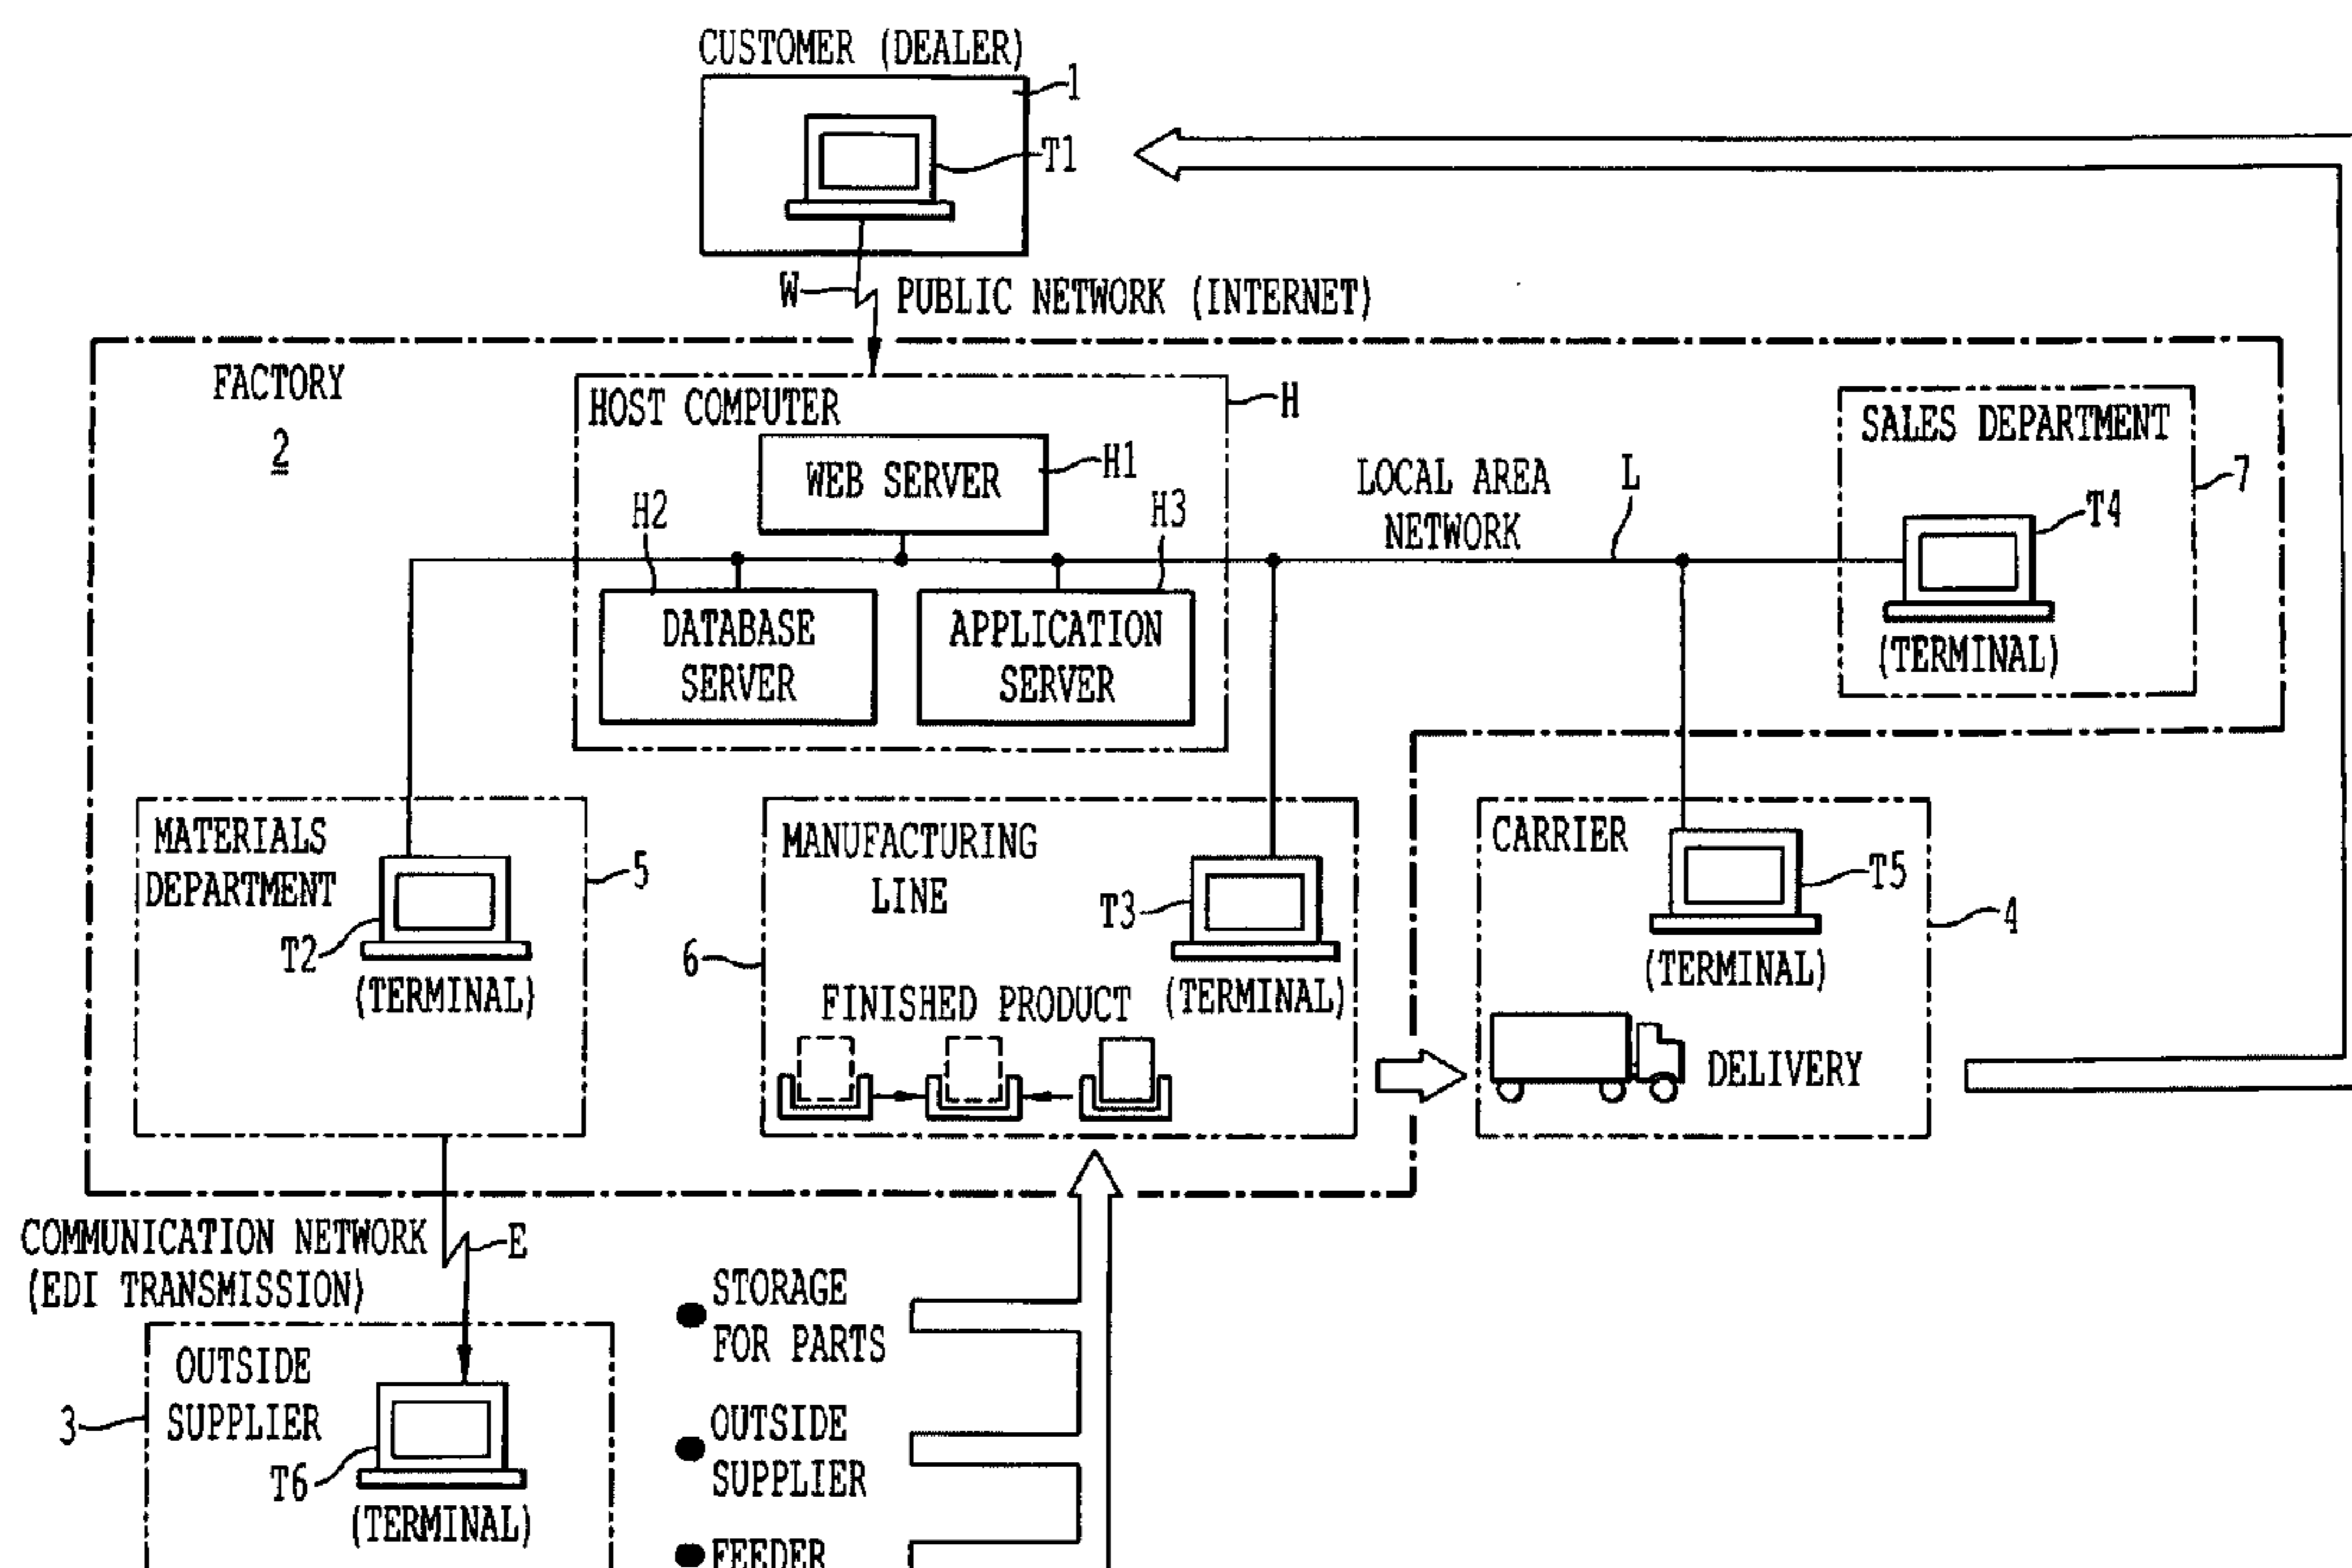 CUSTOMER (DEALER)
1
T1
W
PUBLIC NETWORK (INTERNET)
FACTORY
2
HOST COMPUTER
H
WEB SERVER
H1
H2
H3
DATABASE
SERVER
APPLICATION
SERVER
LOCAL AREA
NETWORK
L
SALES DEPARTMENT
7
T4
(TERMINAL)
MATERIALS
DEPARTMENT
5
T2
(TERMINAL)
MANUFACTURING
LINE
T3
6
(TERMINAL)
FINISHED PRODUCT
CARRIER
T5
4
(TERMINAL)
DELIVERY
COMMUNICATION NETWORK
(EDI TRANSMISSION)
E
OUTSIDE
SUPPLIER
3
T6
(TERMINAL)
● STORAGE
FOR PARTS
● OUTSIDE
SUPPLIER
● FEEDER